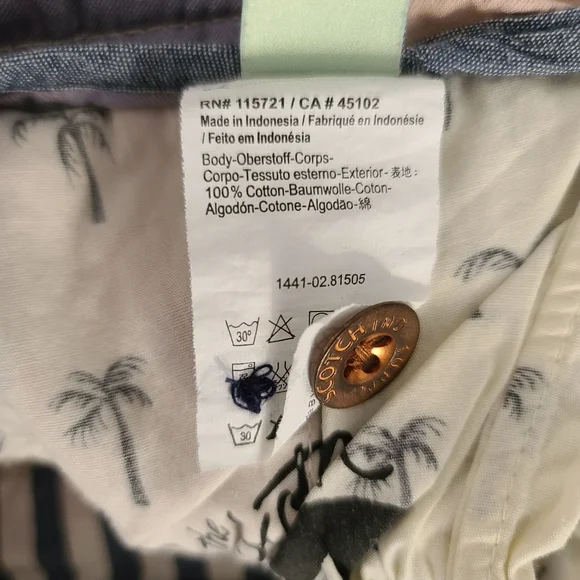 RN# 115721 / CA # 45102
Made in Indonesia / Fabriqué en Indonésie
/ Feito em Indonésia
Body-Oberstoff-Corps-
Corpo-Tessuto esterno-Exterior-表地:
100% Cotton-Baumwolle-Coton-
Algodón-Cotone-Algodão-綿
1441-02.81505
30°
SCOTCH
30
the